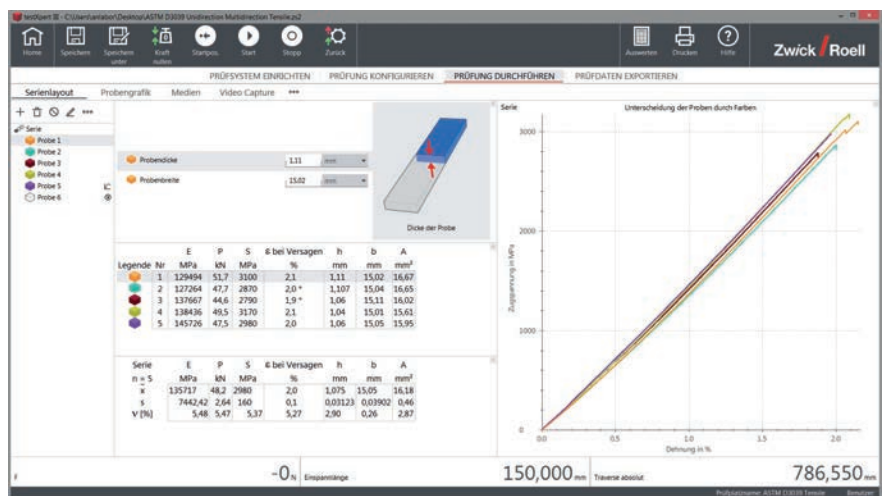 testXpert III - C:\Users\anlabor\Desktop\ASTM D3039 Unidirection Multidirection Tensile.zs2
Home
Speichern
Speichern unter
Kraft nullen
Startpos.
Start
Stopp
Zurück
Auswerten
Drucken
Hilfe
Zwick Roell
PRÜFSYSTEM EINRICHTEN PRÜFUNG KONFIGURIEREN PRÜFUNG DURCHFÜHREN PRÜFDATEN EXPORTIEREN
Serienlayout Probengrafik Medien Video Capture •••
Serie
Probe 1
Probe 2
Probe 3
Probe 4
Probe 5
Probe 6
Probendicke 1,11 mm
Probenbreite 15,02 mm
Dicke der Probe
E P S ε bei Versagen h b A
Legende Nr MPa kN MPa % mm mm mm²
1 129494 51,7 3100 2,1 1,11 15,02 16,67
2 127264 47,7 2870 2,0 * 1,107 15,04 16,65
3 137667 44,6 2790 1,9 * 1,06 15,11 16,02
4 138436 49,5 3170 2,1 1,04 15,01 15,61
5 145726 47,5 2980 2,0 1,06 15,05 15,95
Serie E P S ε bei Versagen h b A
n = 5 MPa kN MPa % mm mm mm²
x̄ 135717 48,2 2980 2,0 1,075 15,05 16,18
s 7442,42 2,64 160 0,1 0,03123 0,03902 0,46
ν [%] 5,48 5,47 5,37 5,27 2,90 0,26 2,87
Serie
Unterscheidung der Proben durch Farben
Zugspannung in MPa
3000
2000
1000
0
0.0 0.5 1.0 1.5 2.0
Dehnung in %
F -0 N Einspannlänge 150,000 mm Traverse absolut 786,550 mm
Prüfplatzname: ASTM D3039 Tensile Benutzer: